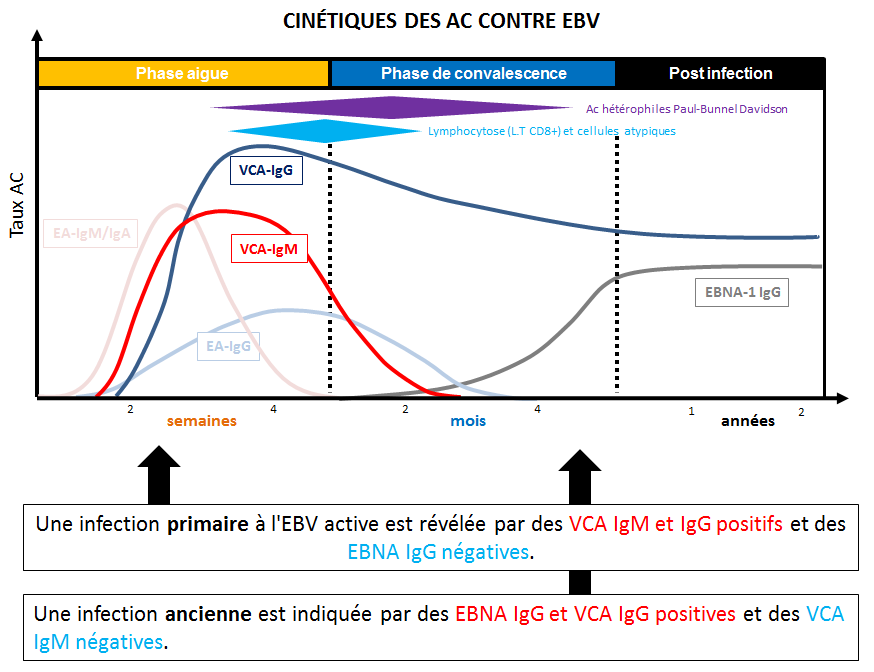 CINÉTIQUES DES AC CONTRE EBV
Phase aigue
Phase de convalescence
Post infection
Ac hétérophiles Paul-Bunnel Davidson
Lymphocytose (L.T CD8+) et cellules atypiques
Taux AC
VCA-IgG
EA-IgM/IgA
VCA-IgM
EA-IgG
EBNA-1 IgG
2
4
2
4
1
2
semaines
mois
années
Une infection primaire à l'EBV active est révélée par des VCA IgM et IgG positifs et des
EBNA IgG négatives.
Une infection ancienne est indiquée par des EBNA IgG et VCA IgG positives et des VCA
IgM négatives.